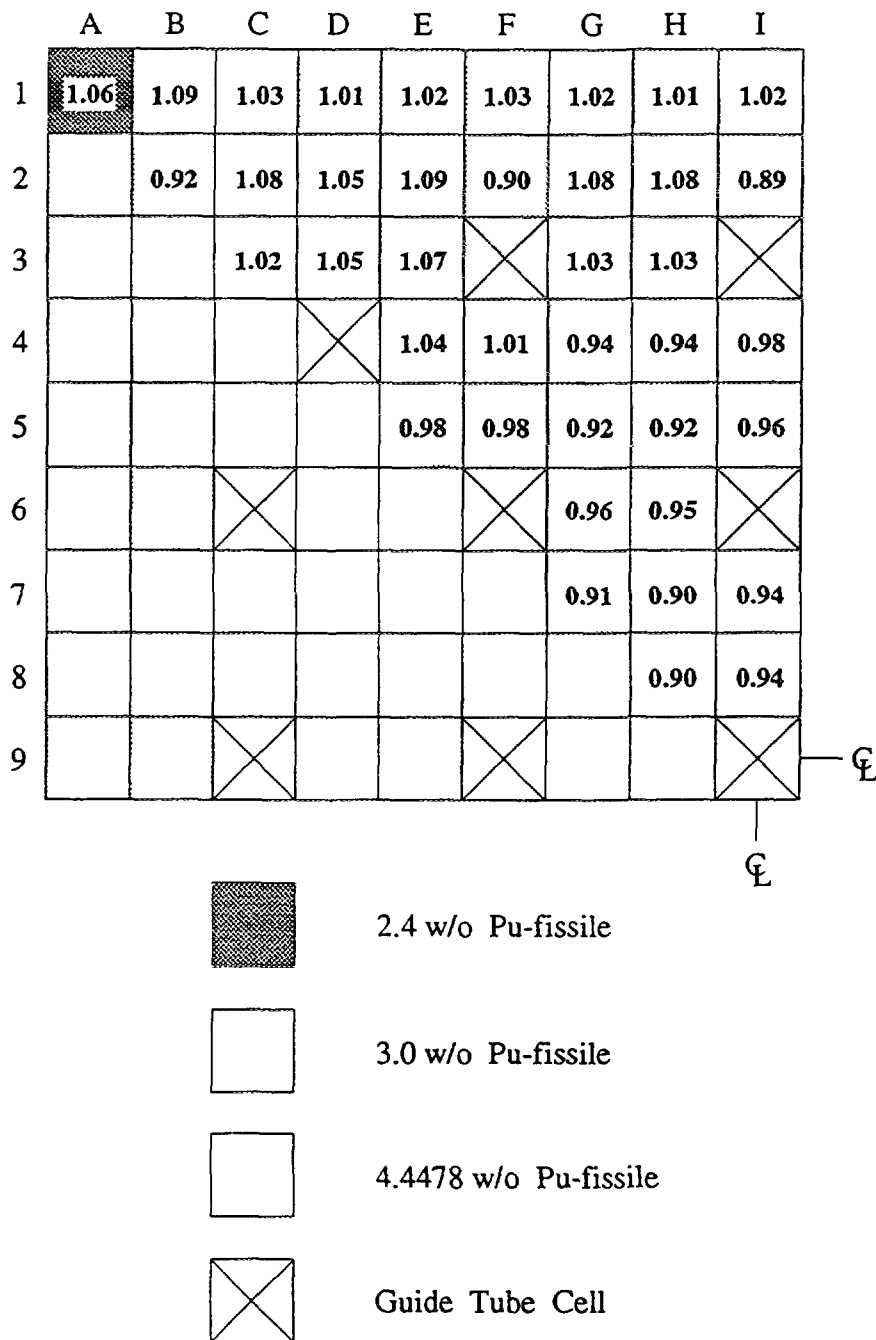 A B C D E F G H I
1 1.06 1.09 1.03 1.01 1.02 1.03 1.02 1.01 1.02
2 0.92 1.08 1.05 1.09 0.90 1.08 1.08 0.89
3 1.02 1.05 1.07 1.03 1.03
4 1.04 1.01 0.94 0.94 0.98
5 0.98 0.98 0.92 0.92 0.96
6 0.96 0.95
7 0.91 0.90 0.94
8 0.90 0.94
9 ℄
℄
2.4 w/o Pu-fissile
3.0 w/o Pu-fissile
4.4478 w/o Pu-fissile
Guide Tube Cell